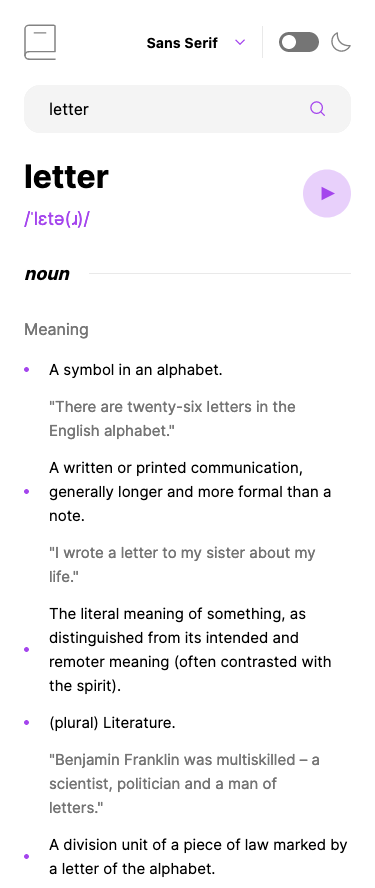 Sans Serif
letter
letter
/ˈlɛtə(ɹ)/
noun
Meaning
A symbol in an alphabet.
"There are twenty-six letters in the
English alphabet."
A written or printed communication,
generally longer and more formal than a
note.
"I wrote a letter to my sister about my
life."
The literal meaning of something, as
distinguished from its intended and
remoter meaning (often contrasted with
the spirit).
(plural) Literature.
"Benjamin Franklin was multiskilled – a
scientist, politician and a man of
letters."
A division unit of a piece of law marked by
a letter of the alphabet.